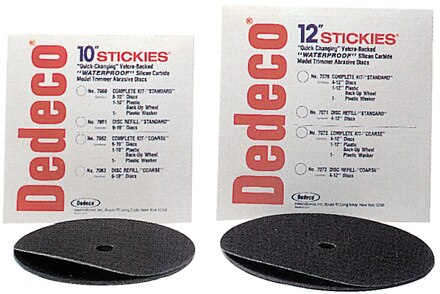 Dedeco®
10" STICKIES®
"Quick-Changing" Velcro-Backed
"WATERPROOF" Silicon Carbide
Model Trimmer Abrasive Discs
No. 7060 COMPLETE KIT-"STANDARD"
6-10" Discs
1-10" Plastic
Back-Up Wheel
1- Plastic Washer
No. 7061 DISC REFILL-"STANDARD"
6-10" Discs
No. 7062 COMPLETE KIT-"COARSE"
6-10" Discs
1-10" Plastic
Back-Up Wheel
1- Plastic Washer
No. 7063 DISC REFILL-"COARSE"
6-10" Discs
Dedeco
Dedeco®
12" STICKIES®
"Quick Changing" Velcro-Backed
"WATERPROOF" Silicon Carbide
Model Trimmer Abrasive Discs
No. 7070 COMPLETE KIT-"STANDARD"
4-12" Discs
1-12" Plastic
Back Up Wheel
1- Plastic Washer
No. 7071 DISC REFILL-"STANDARD"
4-12" Discs
No. 7072 COMPLETE KIT-"COARSE"
4-12" Discs
1-12" Plastic
Back Up Wheel
1- Plastic Washer
No. 7073 DISC REFILL-"COARSE"
4-12" Discs
Dedeco